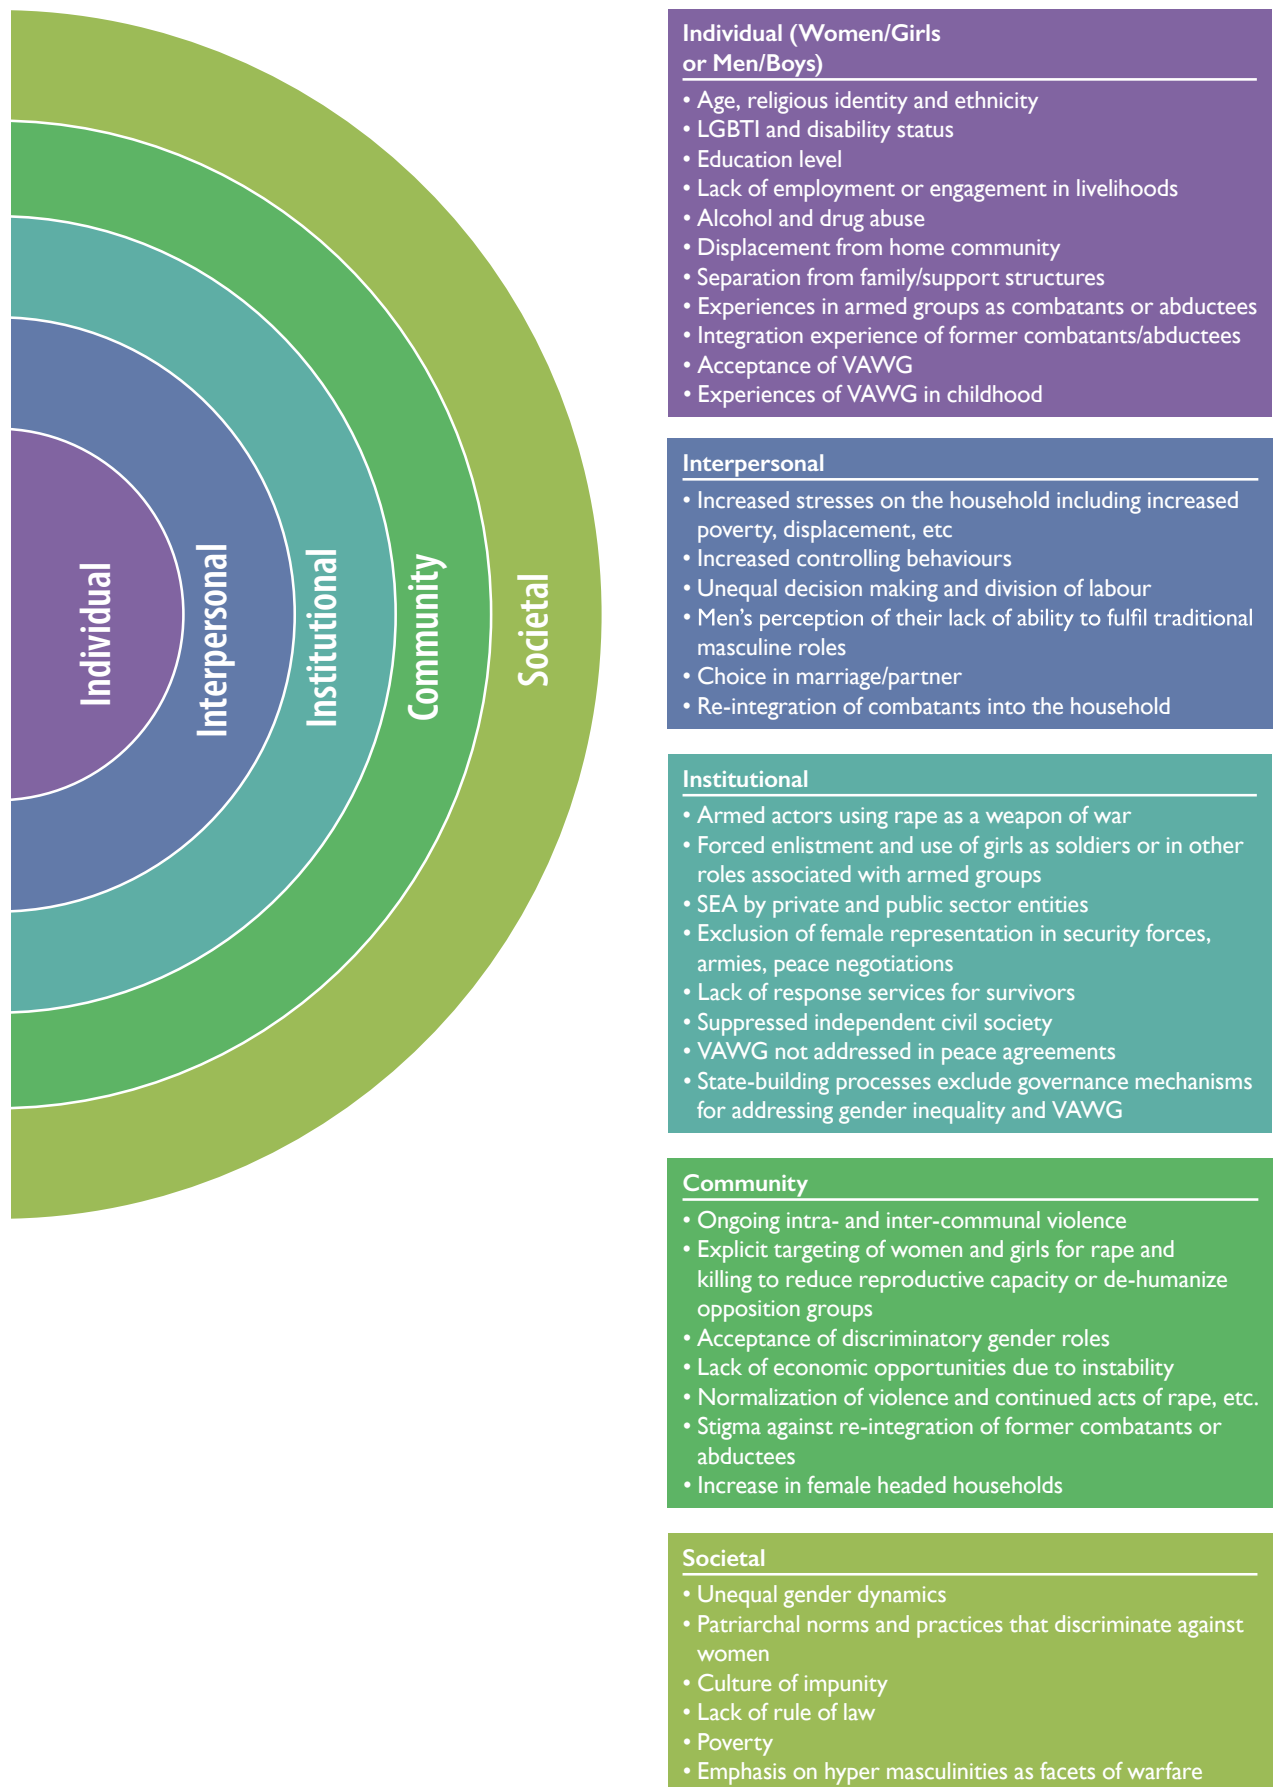 Individual
Interpersonal
Institutional
Community
Societal
Individual (Women/Girls
or Men/Boys)
• Age, religious identity and ethnicity
• LGBTI and disability status
• Education level
• Lack of employment or engagement in livelihoods
• Alcohol and drug abuse
• Displacement from home community
• Separation from family/support structures
• Experiences in armed groups as combatants or abductees
• Integration experience of former combatants/abductees
• Acceptance of VAWG
• Experiences of VAWG in childhood
Interpersonal
• Increased stresses on the household including increased
poverty, displacement, etc
• Increased controlling behaviours
• Unequal decision making and division of labour
• Men’s perception of their lack of ability to fulfil traditional
masculine roles
• Choice in marriage/partner
• Re-integration of combatants into the household
Institutional
• Armed actors using rape as a weapon of war
• Forced enlistment and use of girls as soldiers or in other
roles associated with armed groups
• SEA by private and public sector entities
• Exclusion of female representation in security forces,
armies, peace negotiations
• Lack of response services for survivors
• Suppressed independent civil society
• VAWG not addressed in peace agreements
• State-building processes exclude governance mechanisms
for addressing gender inequality and VAWG
Community
• Ongoing intra- and inter-communal violence
• Explicit targeting of women and girls for rape and
killing to reduce reproductive capacity or de-humanize
opposition groups
• Acceptance of discriminatory gender roles
• Lack of economic opportunities due to instability
• Normalization of violence and continued acts of rape, etc.
• Stigma against re-integration of former combatants or
abductees
• Increase in female headed households
Societal
• Unequal gender dynamics
• Patriarchal norms and practices that discriminate against
women
• Culture of impunity
• Lack of rule of law
• Poverty
• Emphasis on hyper masculinities as facets of warfare